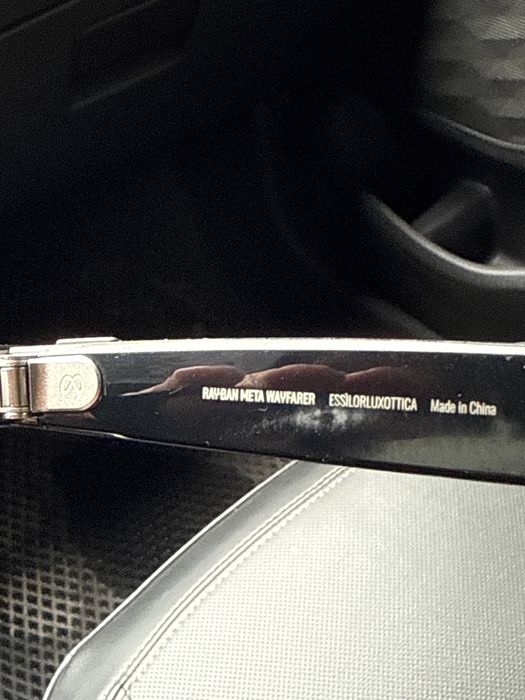 RAY-BAN META WAYFARER ESSILORLUXOTTICA Made in China